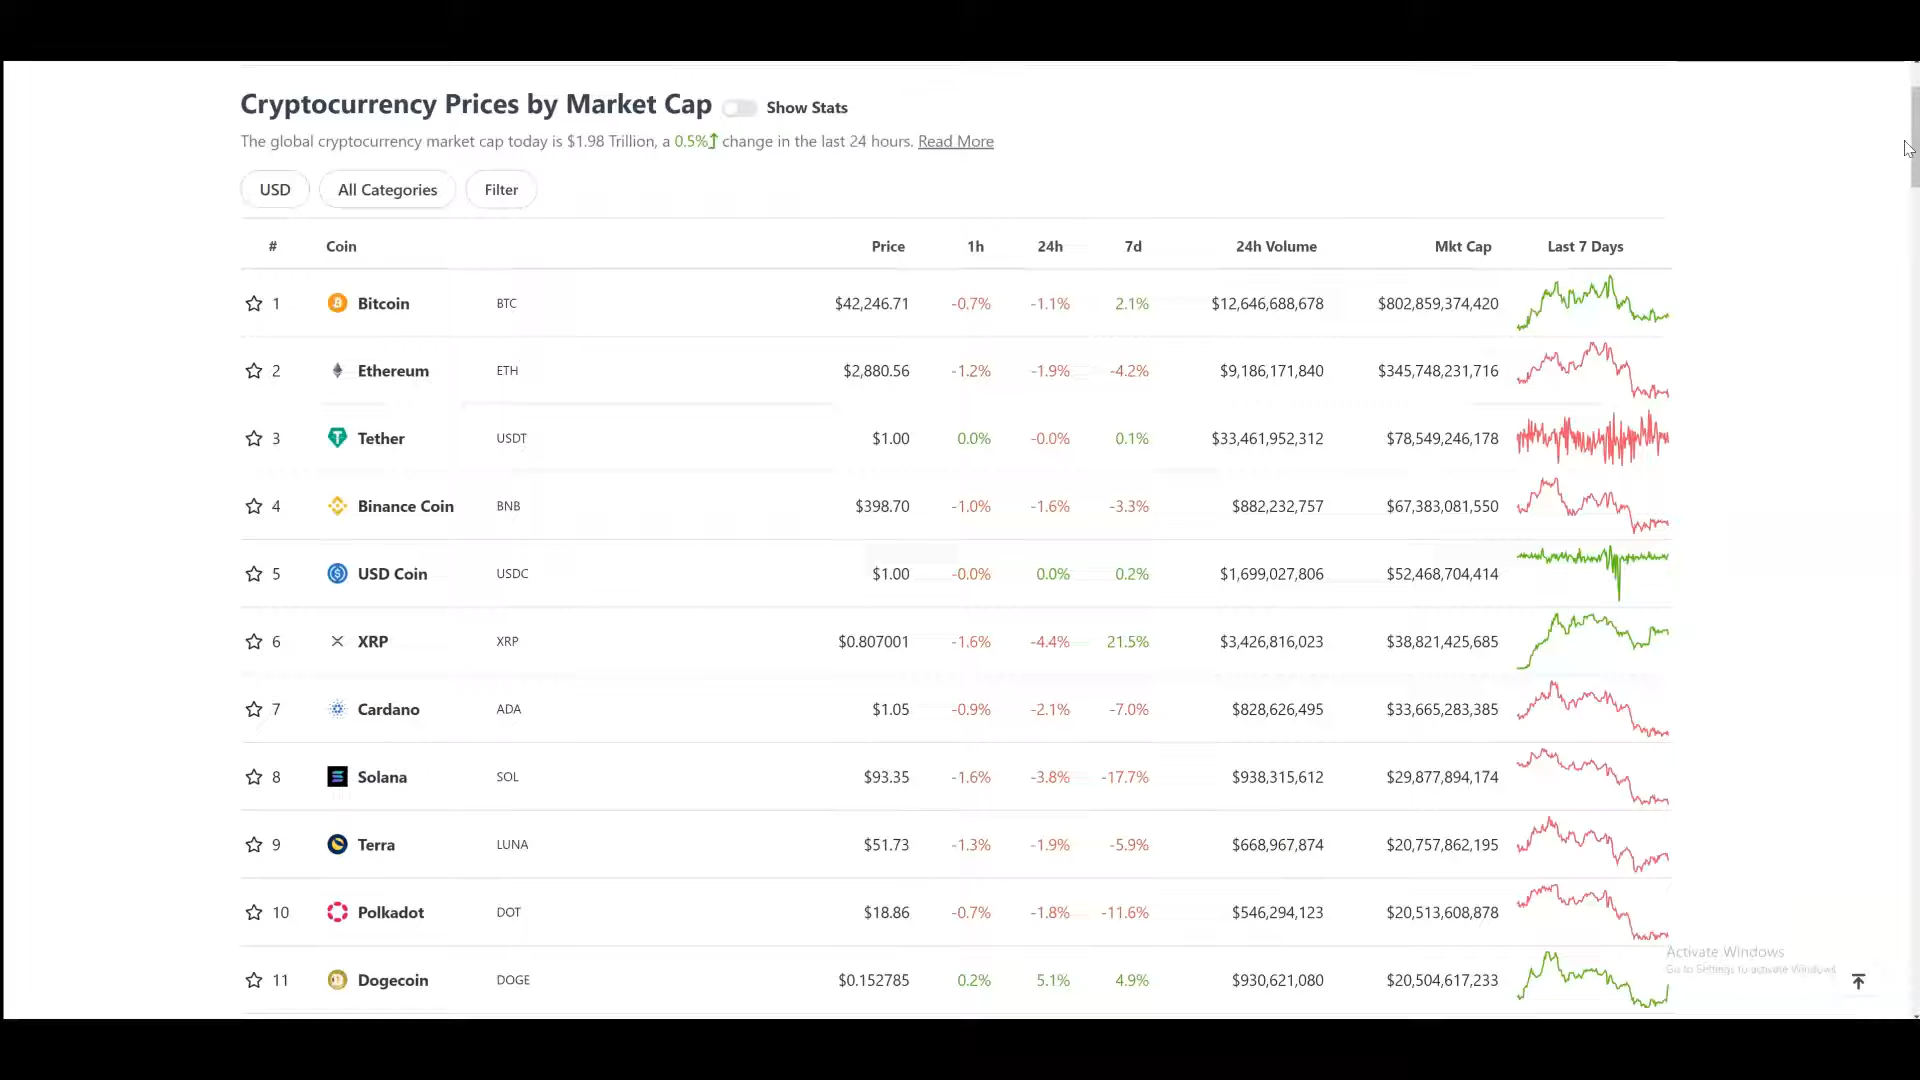 Cryptocurrency Prices by Market Cap Show Stats
The global cryptocurrency market cap today is $1.98 Trillion, a 0.5% change in the last 24 hours. Read More
USD All Categories Filter
# Coin Price 1h 24h 7d 24h Volume Mkt Cap Last 7 Days
1 Bitcoin BTC $42,246.71 -0.7% -1.1% 2.1% $12,646,688,678 $802,859,374,420
2 Ethereum ETH $2,880.56 -1.2% -1.9% -4.2% $9,186,171,840 $345,748,231,716
3 Tether USDT $1.00 0.0% -0.0% 0.1% $33,461,952,312 $78,549,246,178
4 Binance Coin BNB $398.70 -1.0% -1.6% -3.3% $882,232,757 $67,383,081,550
5 USD Coin USDC $1.00 -0.0% 0.0% 0.2% $1,699,027,806 $52,468,704,414
6 XRP XRP $0.807001 -1.6% -4.4% 21.5% $3,426,816,023 $38,821,425,685
7 Cardano ADA $1.05 -0.9% -2.1% -7.0% $828,626,495 $33,665,283,385
8 Solana SOL $93.35 -1.6% -3.8% -17.7% $938,315,612 $29,877,894,174
9 Terra LUNA $51.73 -1.3% -1.9% -5.9% $668,967,874 $20,757,862,195
10 Polkadot DOT $18.86 -0.7% -1.8% -11.6% $546,294,123 $20,513,608,878
Activate Windows
Go to Settings to activate Windows.
11 Dogecoin DOGE $0.152785 0.2% 5.1% 4.9% $930,621,080 $20,504,617,233